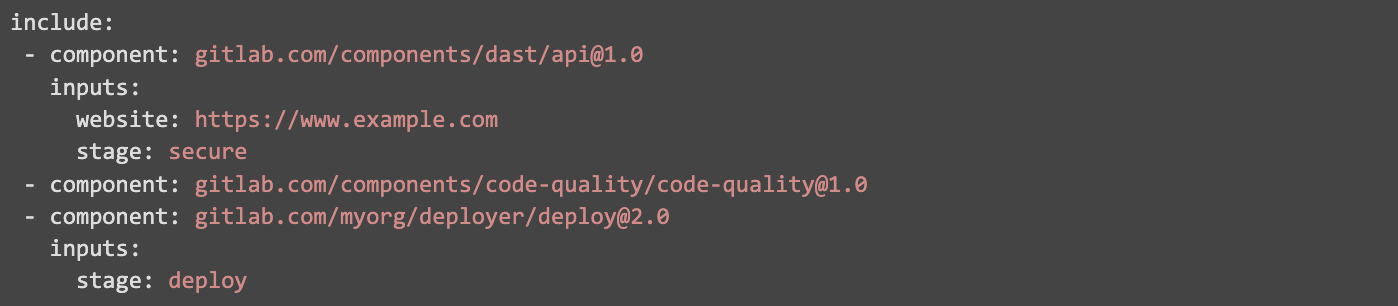 include:
 - component: gitlab.com/components/dast/api@1.0
   inputs:
     website: https://www.example.com
     stage: secure
 - component: gitlab.com/components/code-quality/code-quality@1.0
 - component: gitlab.com/myorg/deployer/deploy@2.0
   inputs:
     stage: deploy